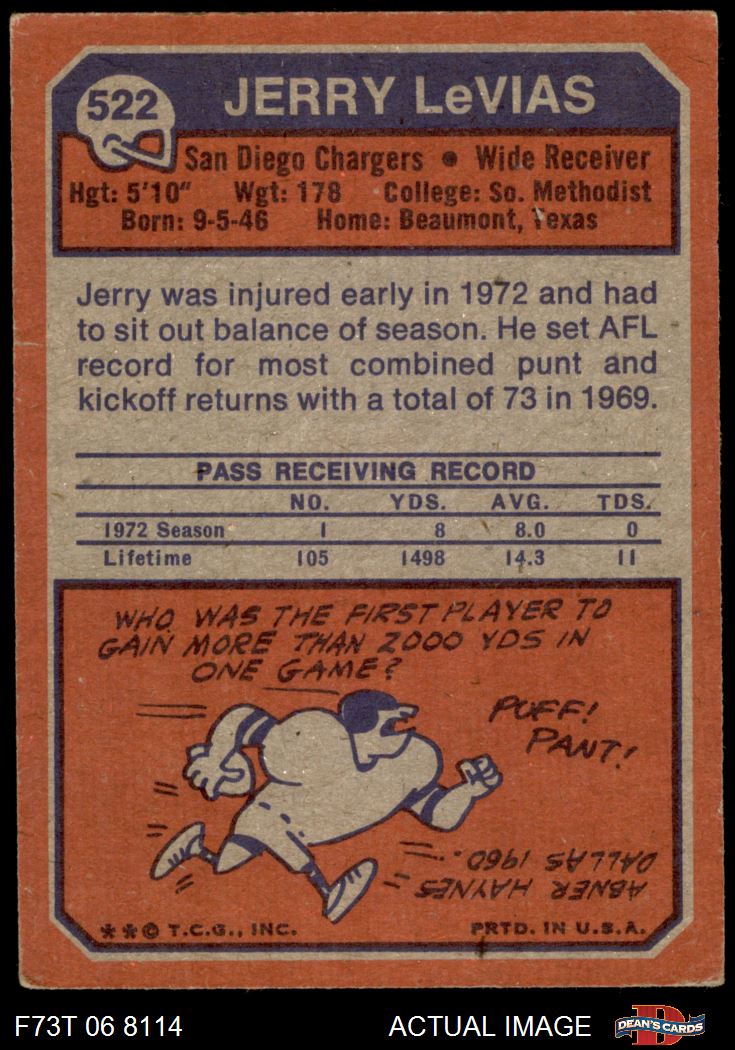 522
JERRY LeVIAS
San Diego Chargers ● Wide Receiver
Hgt: 5'10" Wgt: 178 College: So. Methodist
Born: 9-5-46 Home: Beaumont, Texas
Jerry was injured early in 1972 and had
to sit out balance of season. He set AFL
record for most combined punt and
kickoff returns with a total of 73 in 1969.
PASS RECEIVING RECORD
NO. YDS. AVG. TDS.
1972 Season 1 8 8.0 0
Lifetime 105 1498 14.3 11
WHO WAS THE FIRST PLAYER TO
GAIN MORE THAN 2000 YDS IN
ONE GAME?
PUFF!
PANT!
ABNER HAYNES
DALLAS 1960.
**© T.C.G., INC. PRTD. IN U.S.A.
F73T 06 8114 ACTUAL IMAGE D DEAN'S CARDS